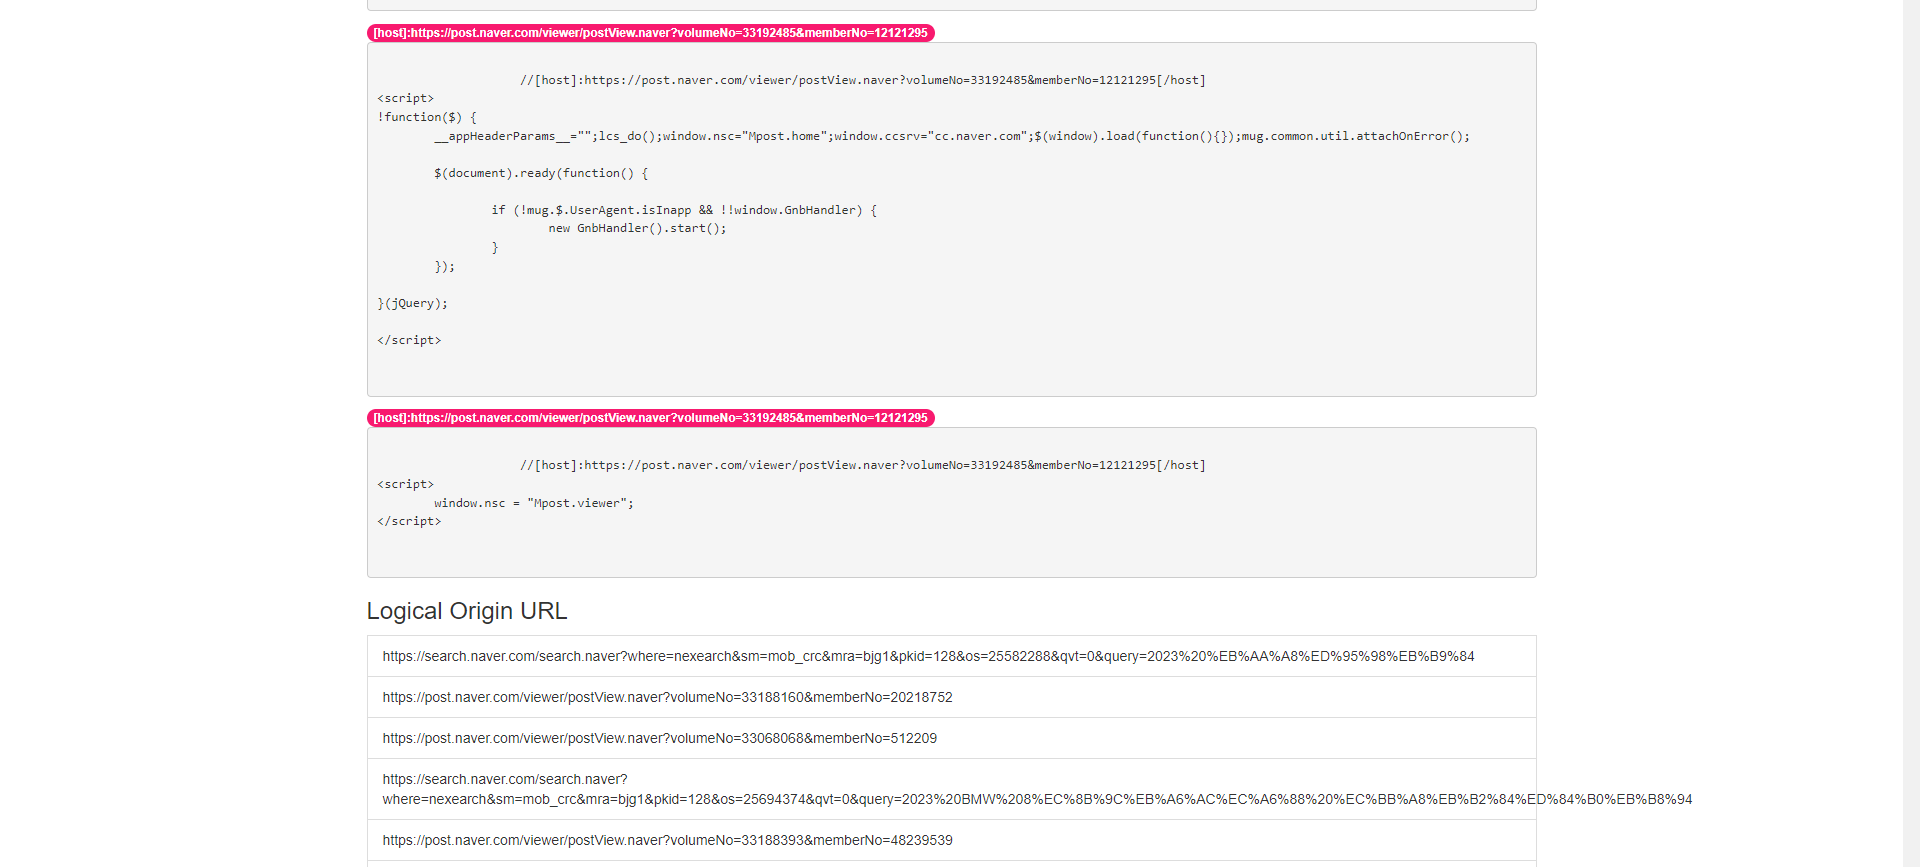 [host]:https://post.naver.com/viewer/postView.naver?volumeNo=33192485&memberNo=12121295
//[host]:https://post.naver.com/viewer/postView.naver?volumeNo=33192485&memberNo=12121295[/host]
<script>
!function($) {
__appHeaderParams__="";lcs_do();window.nsc="Mpost.home";window.ccsrv="cc.naver.com";$(window).load(function(){});mug.common.util.attachOnError();
$(document).ready(function() {
if (!mug.$.UserAgent.isInapp && !!window.GnbHandler) {
new GnbHandler().start();
}
});
}(jQuery);
</script>
[host]:https://post.naver.com/viewer/postView.naver?volumeNo=33192485&memberNo=12121295
//[host]:https://post.naver.com/viewer/postView.naver?volumeNo=33192485&memberNo=12121295[/host]
<script>
window.nsc = "Mpost.viewer";
</script>
Logical Origin URL
https://search.naver.com/search.naver?where=nexearch&sm=mob_crc&mra=bjg1&pkid=128&os=25582288&qvt=0&query=2023%20%EB%AA%A8%ED%95%98%EB%B9%84
https://post.naver.com/viewer/postView.naver?volumeNo=33188160&memberNo=20218752
https://post.naver.com/viewer/postView.naver?volumeNo=33068068&memberNo=512209
https://search.naver.com/search.naver?
where=nexearch&sm=mob_crc&mra=bjg1&pkid=128&os=25694374&qvt=0&query=2023%20BMW%208%EC%8B%9C%EB%A6%AC%EC%A6%88%20%EC%BB%A8%EB%B2%84%ED%84%B0%EB%B8%94
https://post.naver.com/viewer/postView.naver?volumeNo=33188393&memberNo=48239539